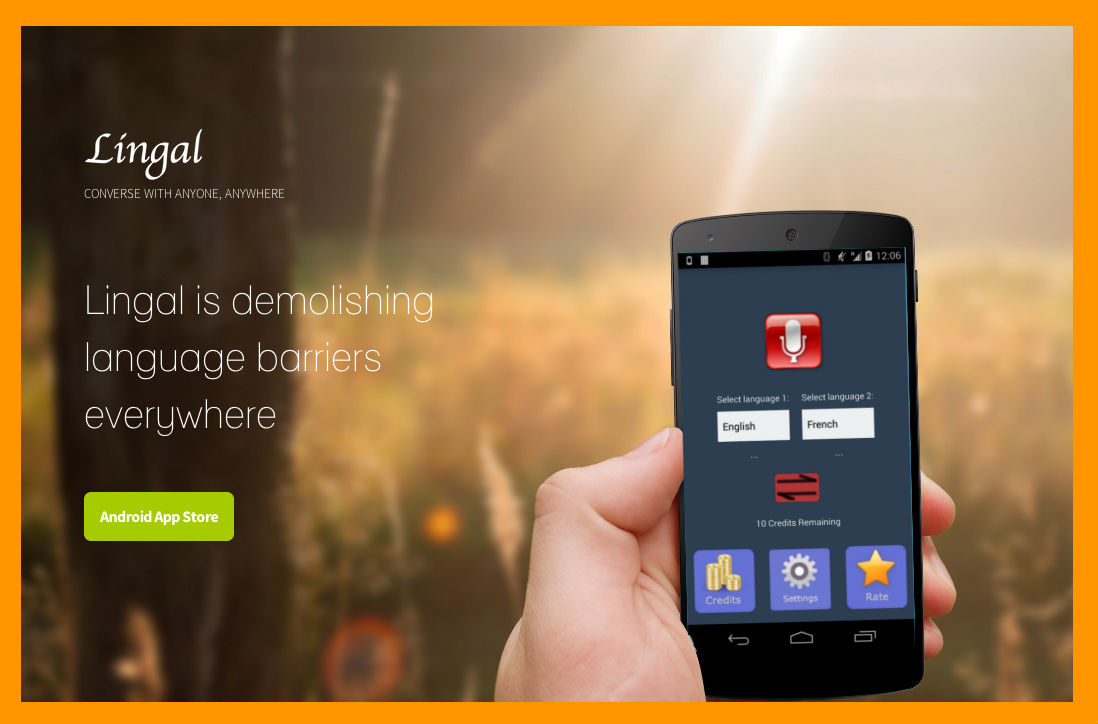 Lingal
CONVERSE WITH ANYONE, ANYWHERE
Lingal is demolishing
language barriers
everywhere
Android App Store
12:06
Select language 1: Select language 2:
English French
... ...
10 Credits Remaining
Credits Settings Rate